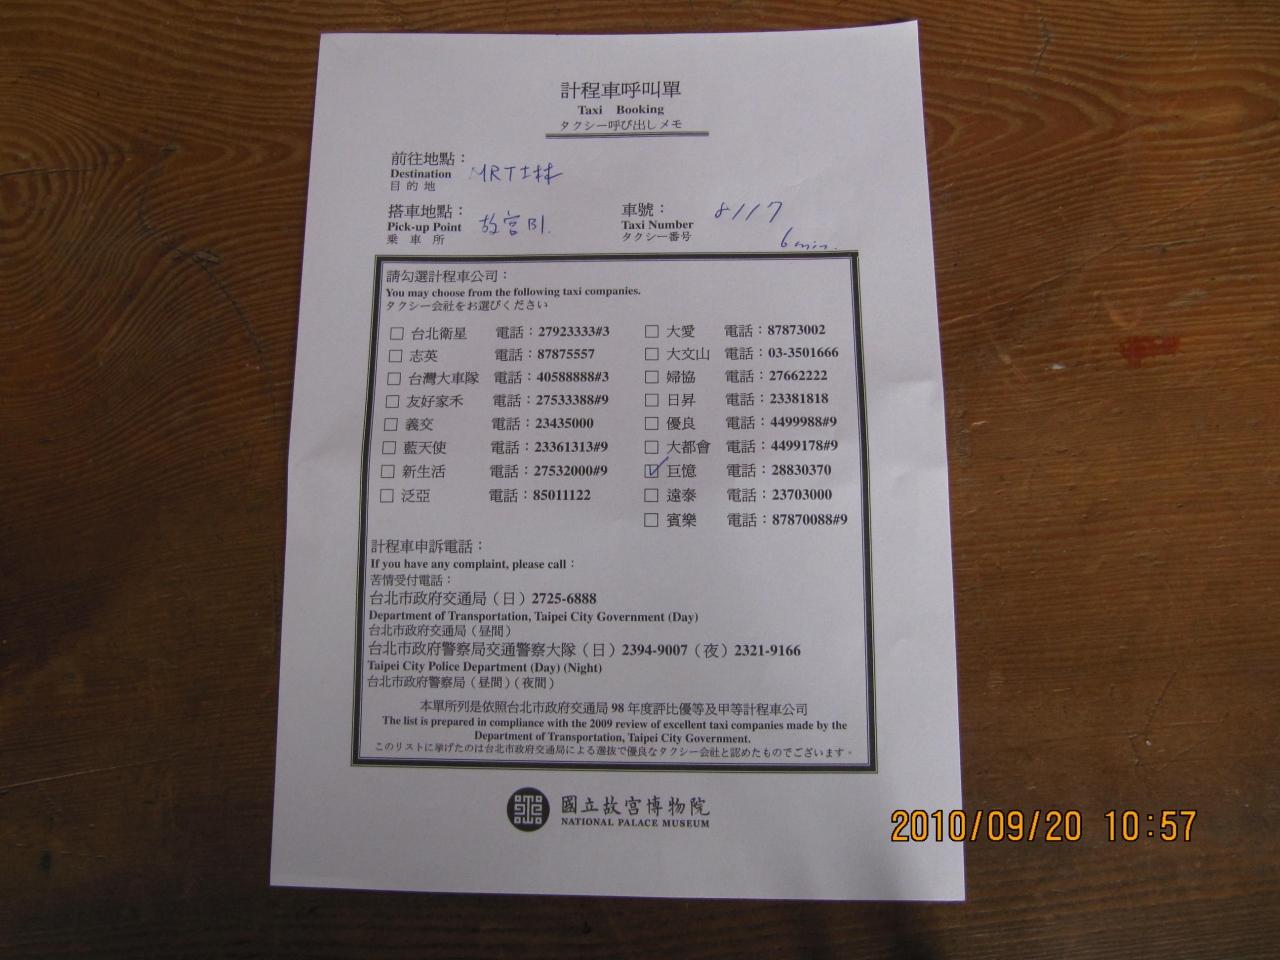 計程車呼叫單
Taxi Booking
タクシー呼び出しメモ
前往地點：
Destination MRT士林
目的地
搭車地點：
Pick-up Point 故宮B1.
乘車所
車號：
Taxi Number 8117
タクシー番号
6 min.
請勾選計程車公司：
You may choose from the following taxi companies.
タクシー会社をお選びください
□ 台北衛星 電話：27923333#3
□ 志英 電話：87875557
□ 台灣大車隊 電話：40588888#3
□ 友好家禾 電話：27533388#9
□ 義交 電話：23435000
□ 藍天使 電話：23361313#9
□ 新生活 電話：27532000#9
□ 泛亞 電話：85011122
□ 大愛 電話：87873002
□ 大文山 電話：03-3501666
□ 婦協 電話：27662222
□ 日昇 電話：23381818
□ 優良 電話：4499988#9
□ 大都會 電話：4499178#9
☑ 巨憶 電話：28830370
□ 遠泰 電話：23703000
□ 賓樂 電話：87870088#9
計程車申訴電話：
If you have any complaint, please call：
苦情受付電話：
台北市政府交通局（日）2725-6888
Department of Transportation, Taipei City Government (Day)
台北市政府交通局（昼間）
台北市政府警察局交通警察大隊（日）2394-9007（夜）2321-9166
Taipei City Police Department (Day) (Night)
台北市政府警察局（昼間）（夜間）
本單所列是依照台北市政府交通局 98 年度評比優等及甲等計程車公司
The list is prepared in compliance with the 2009 review of excellent taxi companies made by the
Department of Transportation, Taipei City Government.
このリストに挙げたのは台北市政府交通局による選抜で優良なタクシー会社と認めたものでございます。
國立故宮博物院
NATIONAL PALACE MUSEUM
2010/09/20 10:57